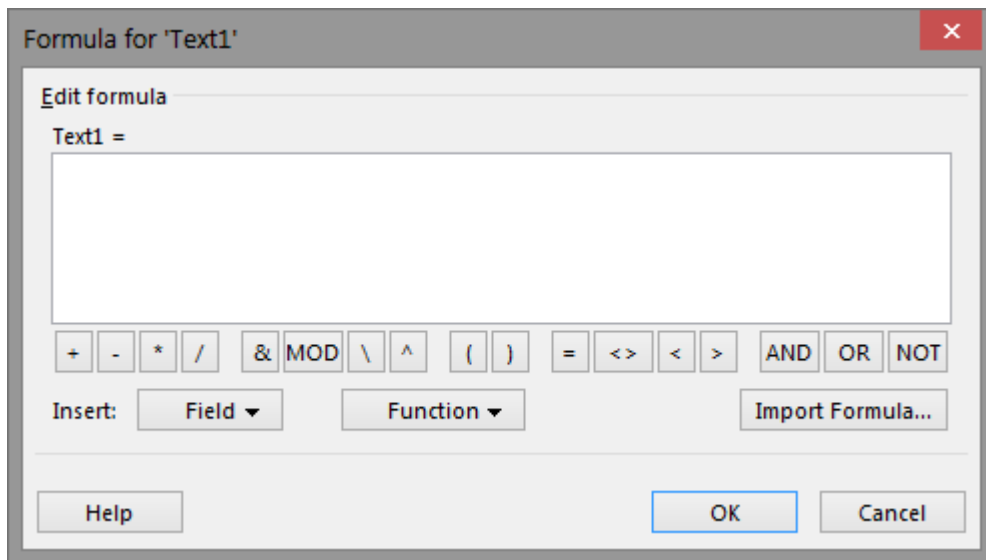 Formula for 'Text1'
Edit formula
Text1 =
+ - * / & MOD \ ^ ( ) = <> < > AND OR NOT
Insert: Field Function Import Formula...
Help OK Cancel